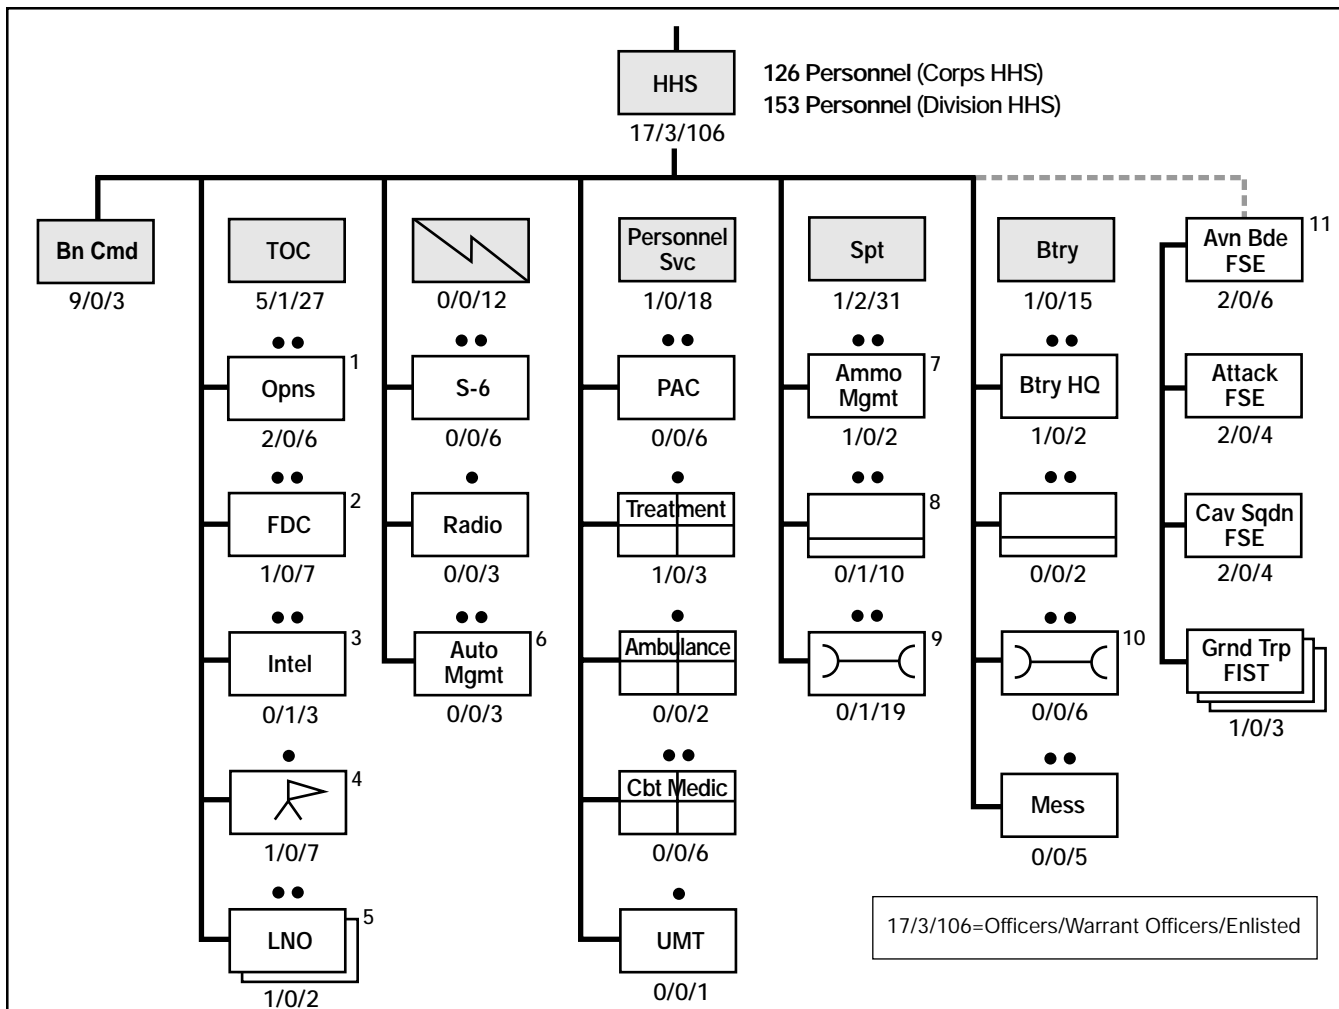 HHS
126 Personnel (Corps HHS)
153 Personnel (Division HHS)
17/3/106
Bn Cmd
9/0/3
TOC
5/1/27
1
Opns
2/0/6
2
FDC
1/0/7
3
Intel
0/1/3
4
1/0/7
5
LNO
1/0/2
0/0/12
S-6
0/0/6
Radio
0/0/3
6
Auto
Mgmt
0/0/3
Personnel
Svc
1/0/18
PAC
0/0/6
Treatment
1/0/3
Ambulance
0/0/2
Cbt Medic
0/0/6
UMT
0/0/1
Spt
1/2/31
7
Ammo
Mgmt
1/0/2
8
0/1/10
9
0/1/19
Btry
1/0/15
Btry HQ
1/0/2
0/0/2
10
0/0/6
Mess
0/0/5
11
Avn Bde
FSE
2/0/6
Attack
FSE
2/0/4
Cav Sqdn
FSE
2/0/4
Grnd Trp
FIST
1/0/3
17/3/106=Officers/Warrant Officers/Enlisted